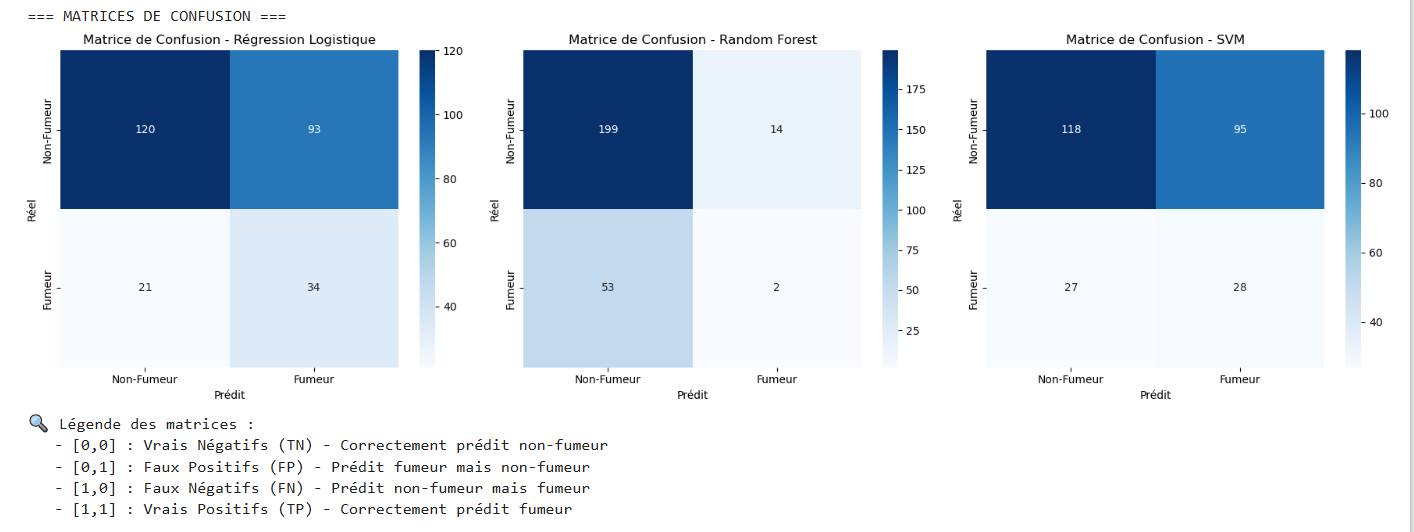 === MATRICES DE CONFUSION ===
Matrice de Confusion - Régression Logistique
120
93
21
34
Non-Fumeur
Fumeur
Réel
Non-Fumeur
Fumeur
Prédit
120
100
80
60
40
Matrice de Confusion - Random Forest
199
14
53
2
Non-Fumeur
Fumeur
Réel
Non-Fumeur
Fumeur
Prédit
175
150
125
100
75
50
25
Matrice de Confusion - SVM
118
95
27
28
Non-Fumeur
Fumeur
Réel
Non-Fumeur
Fumeur
Prédit
100
80
60
40
🔍 Légende des matrices :
- [0,0] : Vrais Négatifs (TN) - Correctement prédit non-fumeur
- [0,1] : Faux Positifs (FP) - Prédit fumeur mais non-fumeur
- [1,0] : Faux Négatifs (FN) - Prédit non-fumeur mais fumeur
- [1,1] : Vrais Positifs (TP) - Correctement prédit fumeur